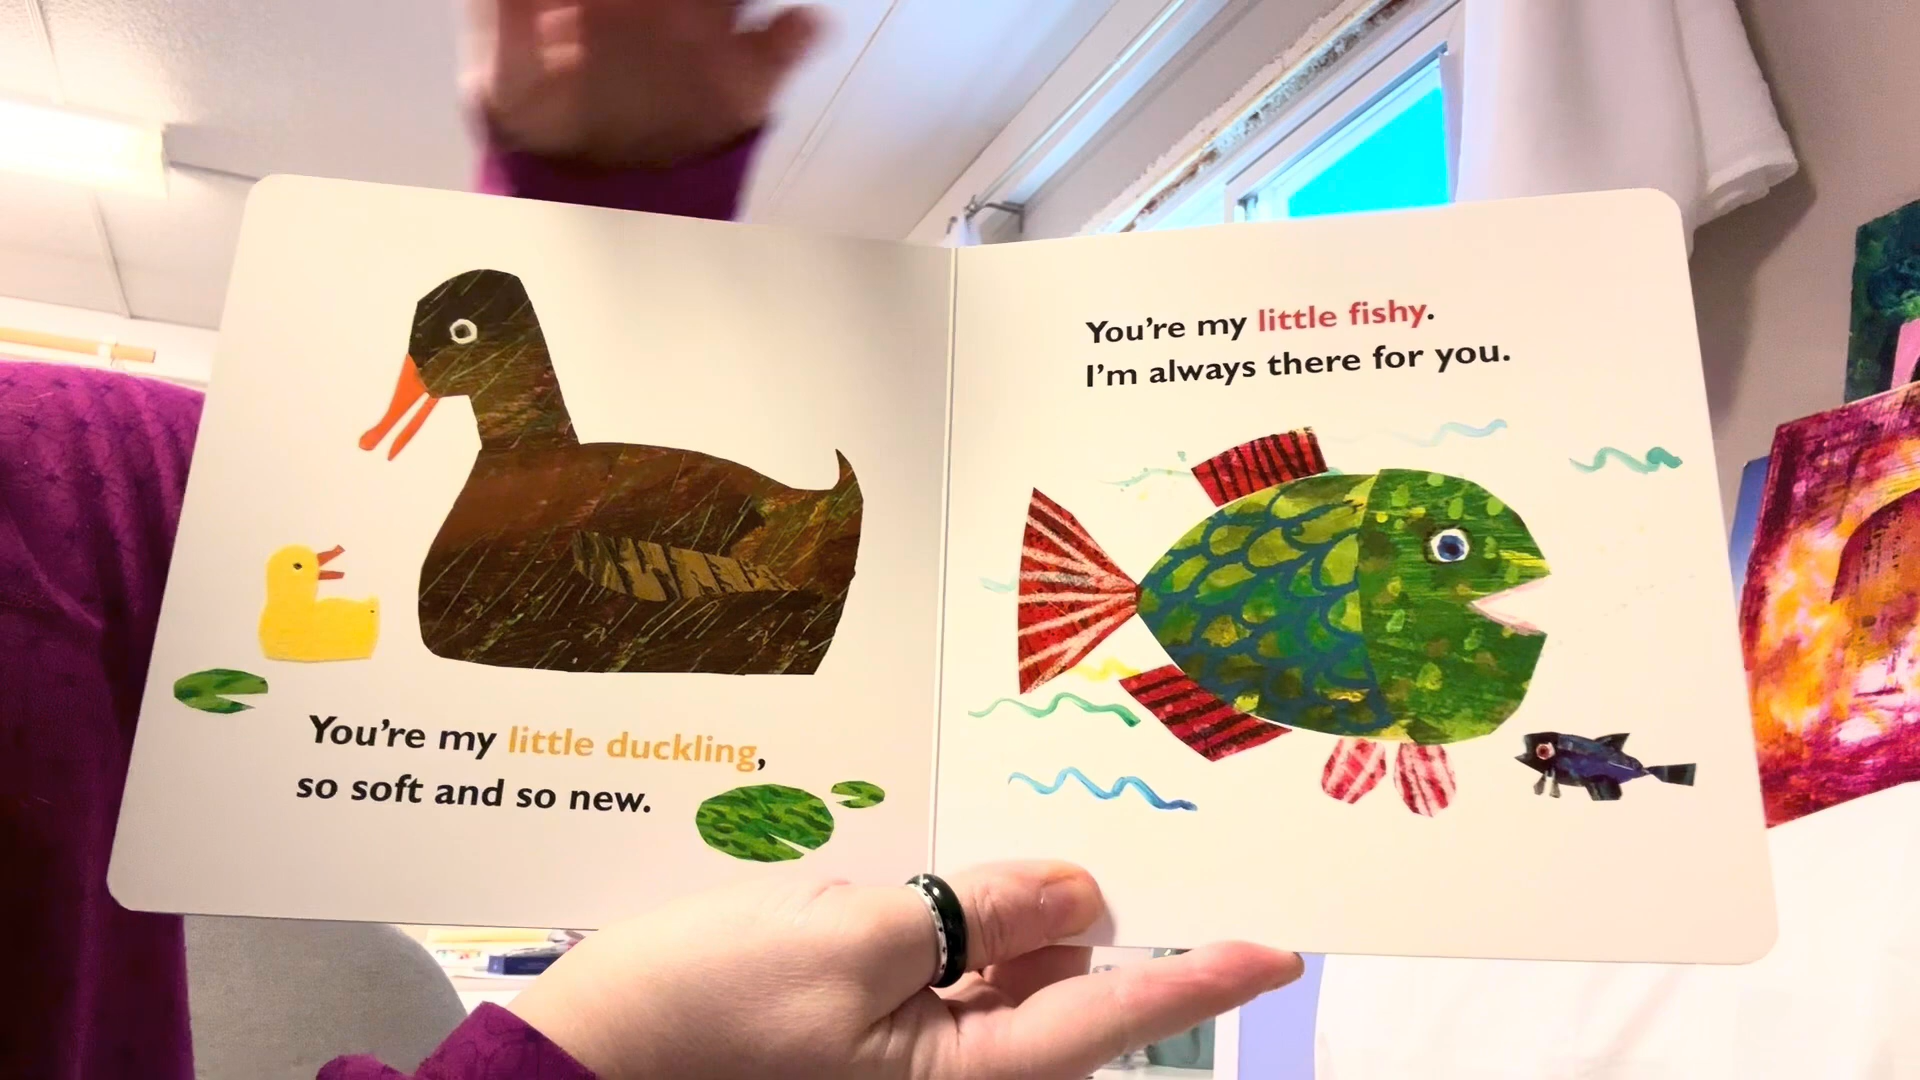 You're my little duckling,
so soft and so new.
You're my little fishy.
I'm always there for you.